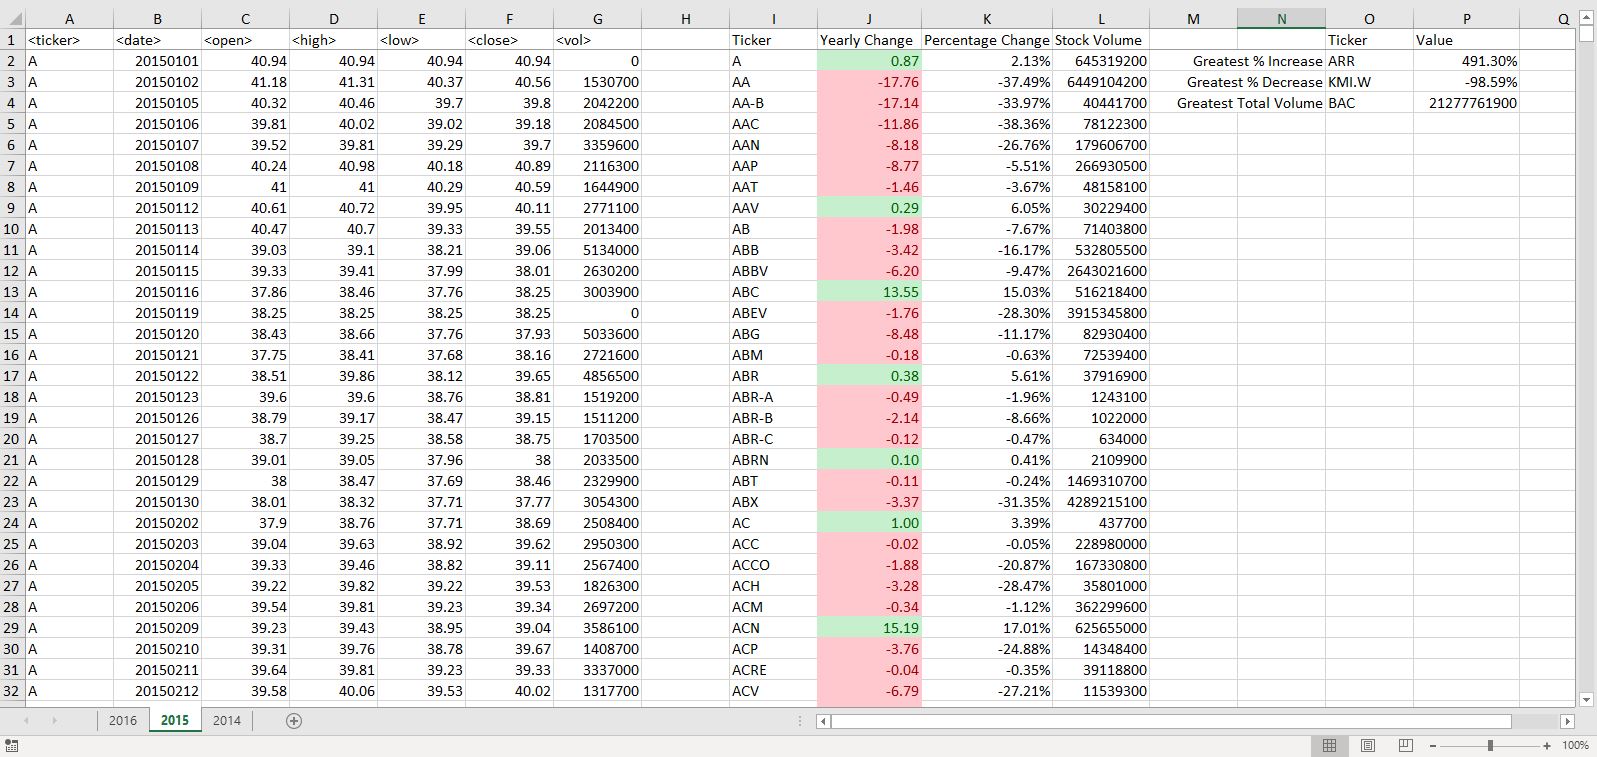 A B C D E F G H I J K L M N O P Q
1 <ticker> <date> <open> <high> <low> <close> <vol> Ticker Yearly Change Percentage Change Stock Volume Ticker Value
2 A 20150101 40.94 40.94 40.94 40.94 0 A 0.87 2.13% 645319200 Greatest % Increase ARR 491.30%
3 A 20150102 41.18 41.31 40.37 40.56 1530700 AA -17.76 -37.49% 6449104200 Greatest % Decrease KMI.W -98.59%
4 A 20150105 40.32 40.46 39.7 39.8 2042200 AA-B -17.14 -33.97% 40441700 Greatest Total Volume BAC 21277761900
5 A 20150106 39.81 40.02 39.02 39.18 2084500 AAC -11.86 -38.36% 78122300
6 A 20150107 39.52 39.81 39.29 39.7 3359600 AAN -8.18 -26.76% 179606700
7 A 20150108 40.24 40.98 40.18 40.89 2116300 AAP -8.77 -5.51% 266930500
8 A 20150109 41 41 40.29 40.59 1644900 AAT -1.46 -3.67% 48158100
9 A 20150112 40.61 40.72 39.95 40.11 2771100 AAV 0.29 6.05% 30229400
10 A 20150113 40.47 40.7 39.33 39.55 2013400 AB -1.98 -7.67% 71403800
11 A 20150114 39.03 39.1 38.21 39.06 5134000 ABB -3.42 -16.17% 532805500
12 A 20150115 39.33 39.41 37.99 38.01 2630200 ABBV -6.20 -9.47% 2643021600
13 A 20150116 37.86 38.46 37.76 38.25 3003900 ABC 13.55 15.03% 516218400
14 A 20150119 38.25 38.25 38.25 38.25 0 ABEV -1.76 -28.30% 3915345800
15 A 20150120 38.43 38.66 37.76 37.93 5033600 ABG -8.48 -11.17% 82930400
16 A 20150121 37.75 38.41 37.68 38.16 2721600 ABM -0.18 -0.63% 72539400
17 A 20150122 38.51 39.86 38.12 39.65 4856500 ABR 0.38 5.61% 37916900
18 A 20150123 39.6 39.6 38.76 38.81 1519200 ABR-A -0.49 -1.96% 1243100
19 A 20150126 38.79 39.17 38.47 39.15 1511200 ABR-B -2.14 -8.66% 1022000
20 A 20150127 38.7 39.25 38.58 38.75 1703500 ABR-C -0.12 -0.47% 634000
21 A 20150128 39.01 39.05 37.96 38 2033500 ABRN 0.10 0.41% 2109900
22 A 20150129 38 38.47 37.69 38.46 2329900 ABT -0.11 -0.24% 1469310700
23 A 20150130 38.01 38.32 37.71 37.77 3054300 ABX -3.37 -31.35% 4289215100
24 A 20150202 37.9 38.76 37.71 38.69 2508400 AC 1.00 3.39% 437700
25 A 20150203 39.04 39.63 38.92 39.62 2950300 ACC -0.02 -0.05% 228980000
26 A 20150204 39.33 39.46 38.82 39.11 2567400 ACCO -1.88 -20.87% 167330800
27 A 20150205 39.22 39.82 39.22 39.53 1826300 ACH -3.28 -28.47% 35801000
28 A 20150206 39.54 39.81 39.23 39.34 2697200 ACM -0.34 -1.12% 362299600
29 A 20150209 39.23 39.43 38.95 39.04 3586100 ACN 15.19 17.01% 625655000
30 A 20150210 39.31 39.76 38.78 39.67 1408700 ACP -3.76 -24.88% 14348400
31 A 20150211 39.64 39.81 39.23 39.33 3337000 ACRE -0.04 -0.35% 39118800
32 A 20150212 39.58 40.06 39.53 40.02 1317700 ACV -6.79 -27.21% 11539300
2016 2015 2014
100%